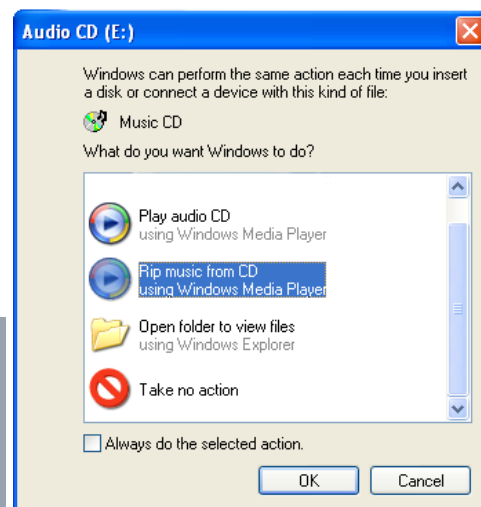 Audio CD (E:)
Windows can perform the same action each time you insert
a disk or connect a device with this kind of file:
Music CD
What do you want Windows to do?
Play audio CD
using Windows Media Player
Rip music from CD
using Windows Media Player
Open folder to view files
using Windows Explorer
Take no action
Always do the selected action.
OK Cancel